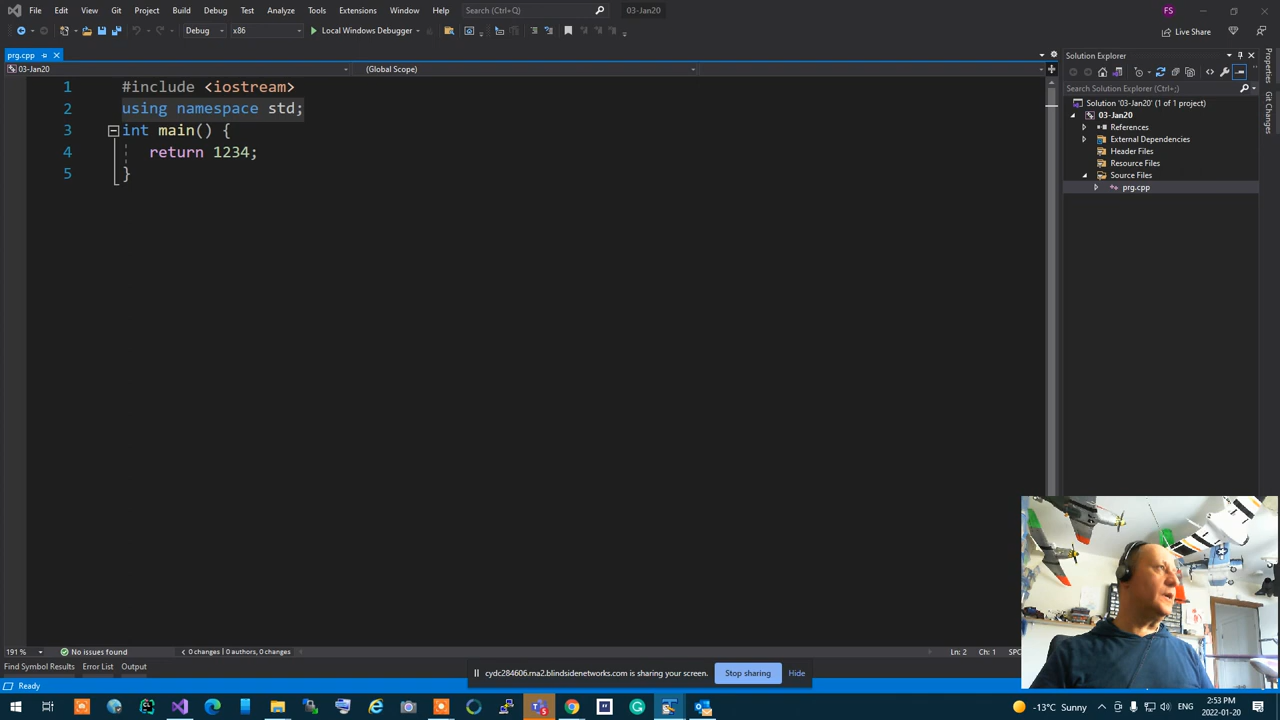 File Edit View Git Project Build Debug Test Analyze Tools Extensions Window Help Search (Ctrl+Q) 03-Jan20 FS
Debug x86 Local Windows Debugger Live Share
prg.cpp
03-Jan20 (Global Scope)
1 #include <iostream>
2 using namespace std;
3 int main() {
4 return 1234;
5 }
Solution Explorer
Search Solution Explorer (Ctrl+;)
Solution '03-Jan20' (1 of 1 project)
03-Jan20
References
External Dependencies
Header Files
Resource Files
Source Files
prg.cpp
Properties
Git Changes
191 % No issues found 0 changes | 0 authors, 0 changes Ln: 2 Ch: 1 SPC
Find Symbol Results Error List Output
cydc284606.rna2.blindsidenetworks.com is sharing your screen. Stop sharing Hide
Ready
-13°C Sunny ENG 2:53 PM
2022-01-20